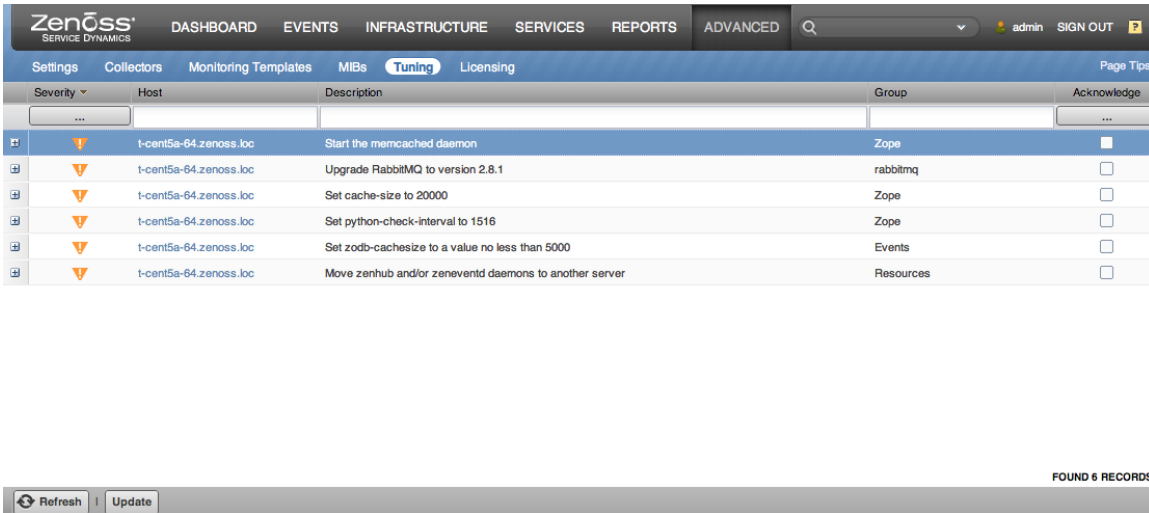 Zenōss DASHBOARD EVENTS INFRASTRUCTURE SERVICES REPORTS ADVANCED admin SIGN OUT ?
SERVICE DYNAMICS
Settings Collectors Monitoring Templates MIBs Tuning Licensing Page Tips
Severity Host Description Group Acknowledge
... ...
t-cent5a-64.zenoss.loc Start the memcached daemon Zope
t-cent5a-64.zenoss.loc Upgrade RabbitMQ to version 2.8.1 rabbitmq
t-cent5a-64.zenoss.loc Set cache-size to 20000 Zope
t-cent5a-64.zenoss.loc Set python-check-interval to 1516 Zope
t-cent5a-64.zenoss.loc Set zodb-cachesize to a value no less than 5000 Events
t-cent5a-64.zenoss.loc Move zenhub and/or zeneventd daemons to another server Resources
FOUND 6 RECORDS
Refresh | Update